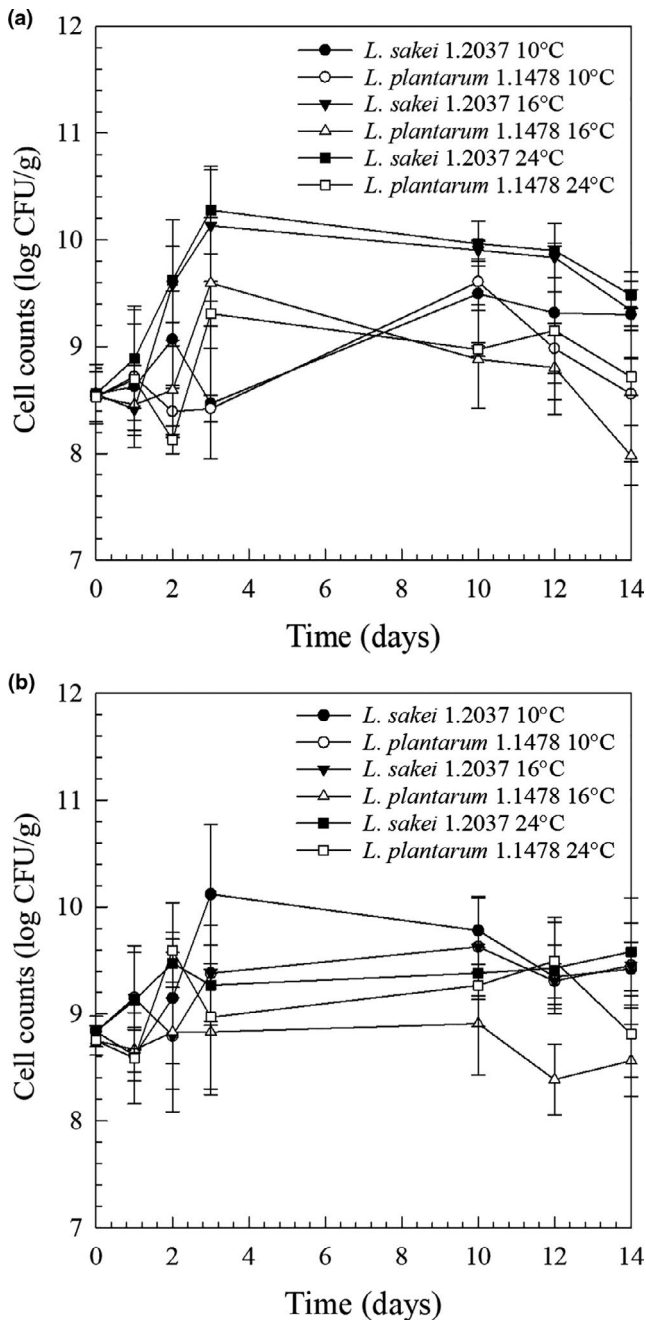 (a)
12
11
10
9
8
7
Cell counts (log CFU/g)
L. sakei 1.2037 10°C
L. plantarum 1.1478 10°C
L. sakei 1.2037 16°C
L. plantarum 1.1478 16°C
L. sakei 1.2037 24°C
L. plantarum 1.1478 24°C
0 2 4 6 8 10 12 14
Time (days)
(b)
12
11
10
9
8
7
Cell counts (log CFU/g)
L. sakei 1.2037 10°C
L. plantarum 1.1478 10°C
L. sakei 1.2037 16°C
L. plantarum 1.1478 16°C
L. sakei 1.2037 24°C
L. plantarum 1.1478 24°C
0 2 4 6 8 10 12 14
Time (days)